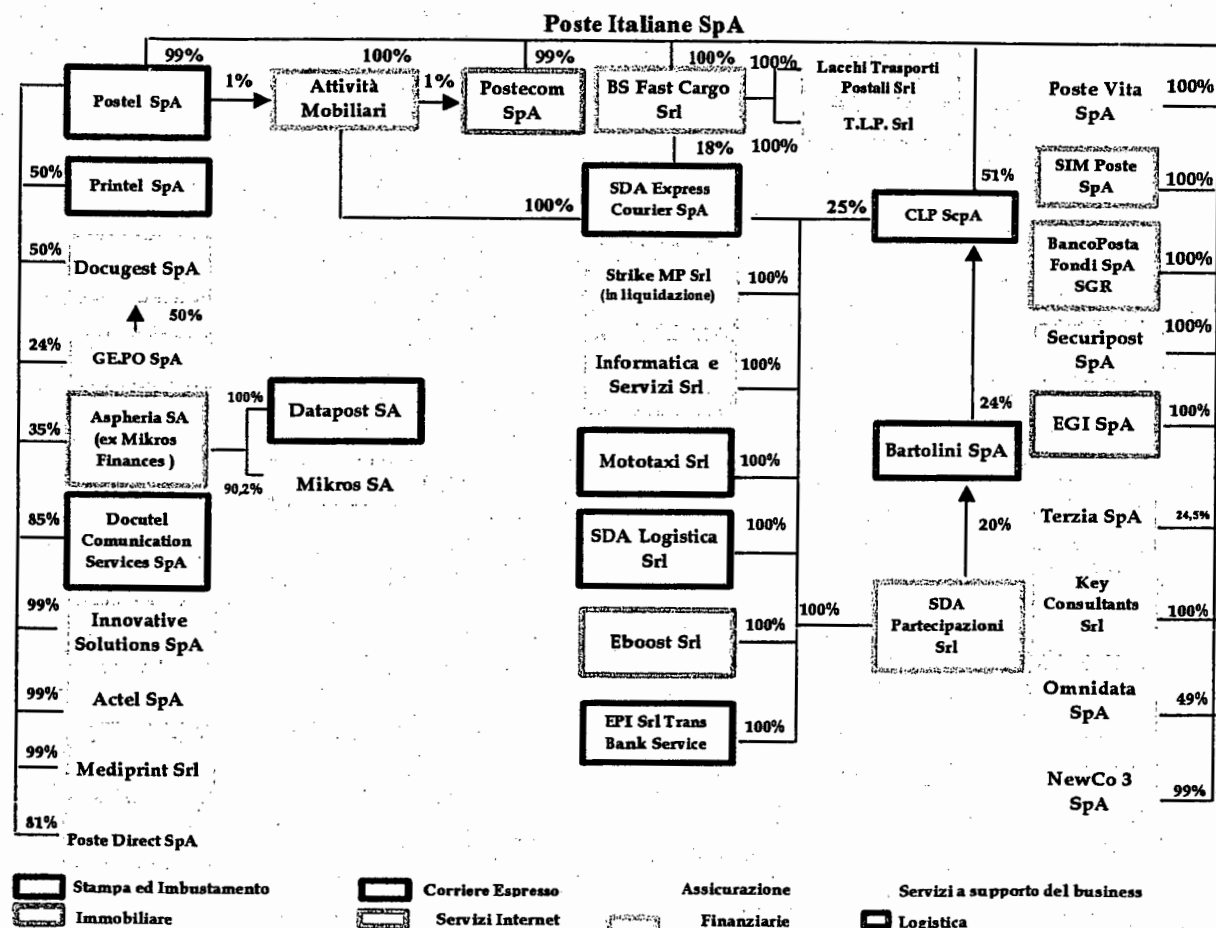 Poste Italiane SpA
99%
100%
99%
100%
100%
1%
1%
Postel SpA
Attività
Mobiliari
Postecom
SpA
BS Fast Cargo
Srl
Lacchi Trasporti
Postali Srl
T.L.P. Srl
100%
18%
Poste Vita
SpA
100%
50%
Printel SpA
100%
SDA Express
Courier SpA
25%
51%
CLP ScpA
SIM Poste
SpA
100%
50%
Docugest SpA
50%
Strike MP Srl
(in liquidazione)
100%
BancoPosta
Fondi SpA
SGR
100%
24%
GE.PO SpA
Informatica e
Servizi Srl
100%
Securipost
SpA
100%
35%
Aspheria SA
(ex Mikros
Finances )
100%
Datapost SA
90,2%
Mikros SA
Mototaxi Srl
100%
24%
Bartolini SpA
20%
EGI SpA
100%
85%
Docutel
Comunication
Services SpA
SDA Logistica
Srl
100%
Terzia SpA
24,5%
99%
Innovative
Solutions SpA
Eboost Srl
100%
100%
SDA
Partecipazioni
Srl
Key
Consultants
Srl
100%
99%
Actel SpA
EPI Srl Trans
Bank Service
100%
Omnidata
SpA
49%
99%
Mediprint Srl
NewCo 3
SpA
99%
81%
Poste Direct SpA
Stampa ed Imbustamento
Corriere Espresso
Assicurazione
Servizi a supporto del business
Immobiliare
Servizi Internet
Finanziarie
Logistica